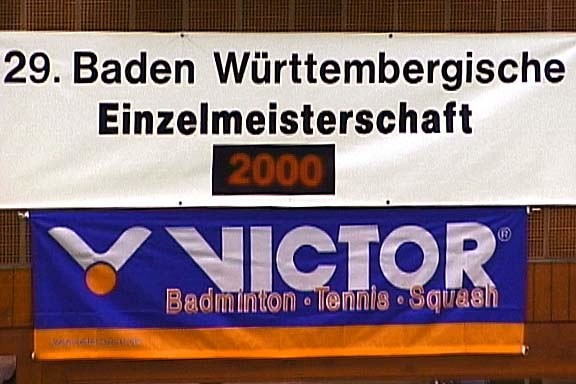 29. Baden Württembergische
Einzelmeisterschaft
2000
VICTOR®
Badminton · Tennis · Squash